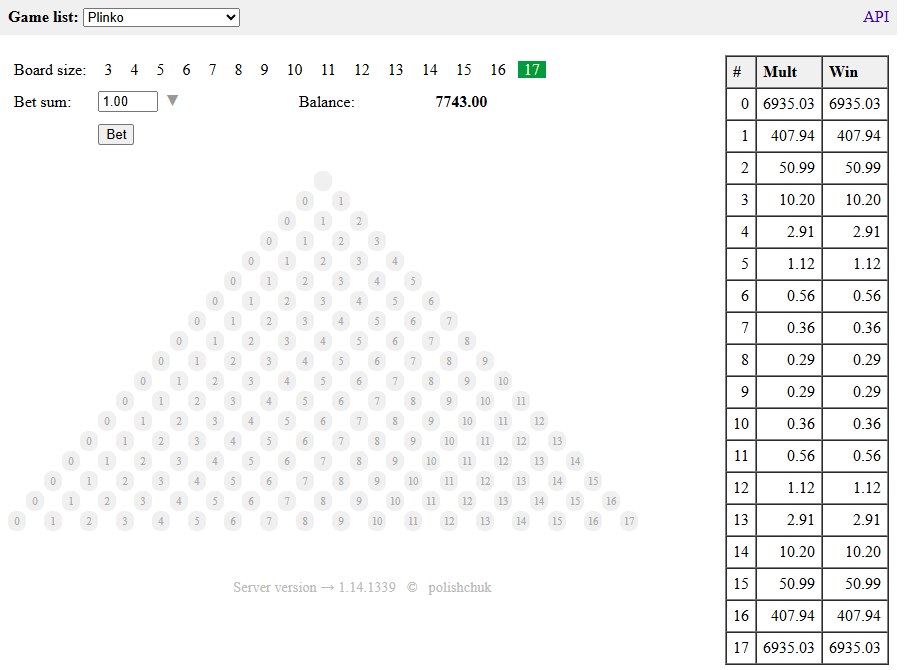 Game list: Plinko API
Board size: 3 4 5 6 7 8 9 10 11 12 13 14 15 16 17
Bet sum: 1.00 ▼ Balance: 7743.00
Bet
0 1
0 1 2
0 1 2 3
0 1 2 3 4
0 1 2 3 4 5
0 1 2 3 4 5 6
0 1 2 3 4 5 6 7
0 1 2 3 4 5 6 7 8
0 1 2 3 4 5 6 7 8 9
0 1 2 3 4 5 6 7 8 9 10
0 1 2 3 4 5 6 7 8 9 10 11
0 1 2 3 4 5 6 7 8 9 10 11 12
0 1 2 3 4 5 6 7 8 9 10 11 12 13
0 1 2 3 4 5 6 7 8 9 10 11 12 13 14
0 1 2 3 4 5 6 7 8 9 10 11 12 13 14 15
0 1 2 3 4 5 6 7 8 9 10 11 12 13 14 15 16
0 1 2 3 4 5 6 7 8 9 10 11 12 13 14 15 16 17
Server version → 1.14.1339 © polishchuk
# Mult Win
0 6935.03 6935.03
1 407.94 407.94
2 50.99 50.99
3 10.20 10.20
4 2.91 2.91
5 1.12 1.12
6 0.56 0.56
7 0.36 0.36
8 0.29 0.29
9 0.29 0.29
10 0.36 0.36
11 0.56 0.56
12 1.12 1.12
13 2.91 2.91
14 10.20 10.20
15 50.99 50.99
16 407.94 407.94
17 6935.03 6935.03